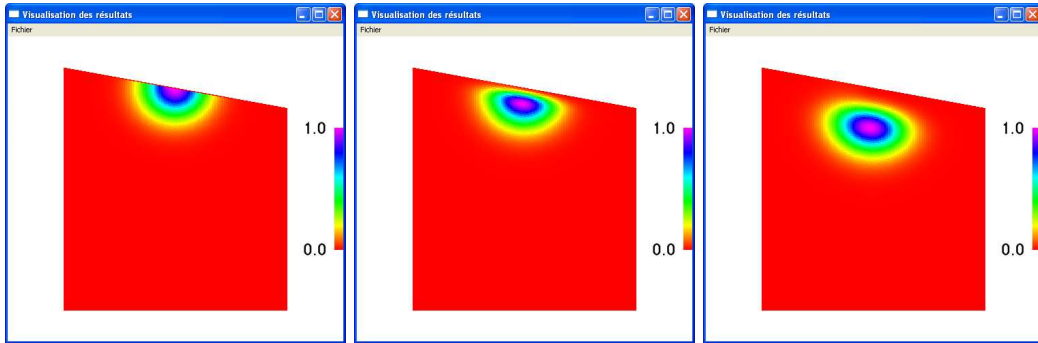 Visualisation des résultats
Fichier
1.0
0.0
Visualisation des résultats
Fichier
1.0
0.0
Visualisation des résultats
Fichier
1.0
0.0